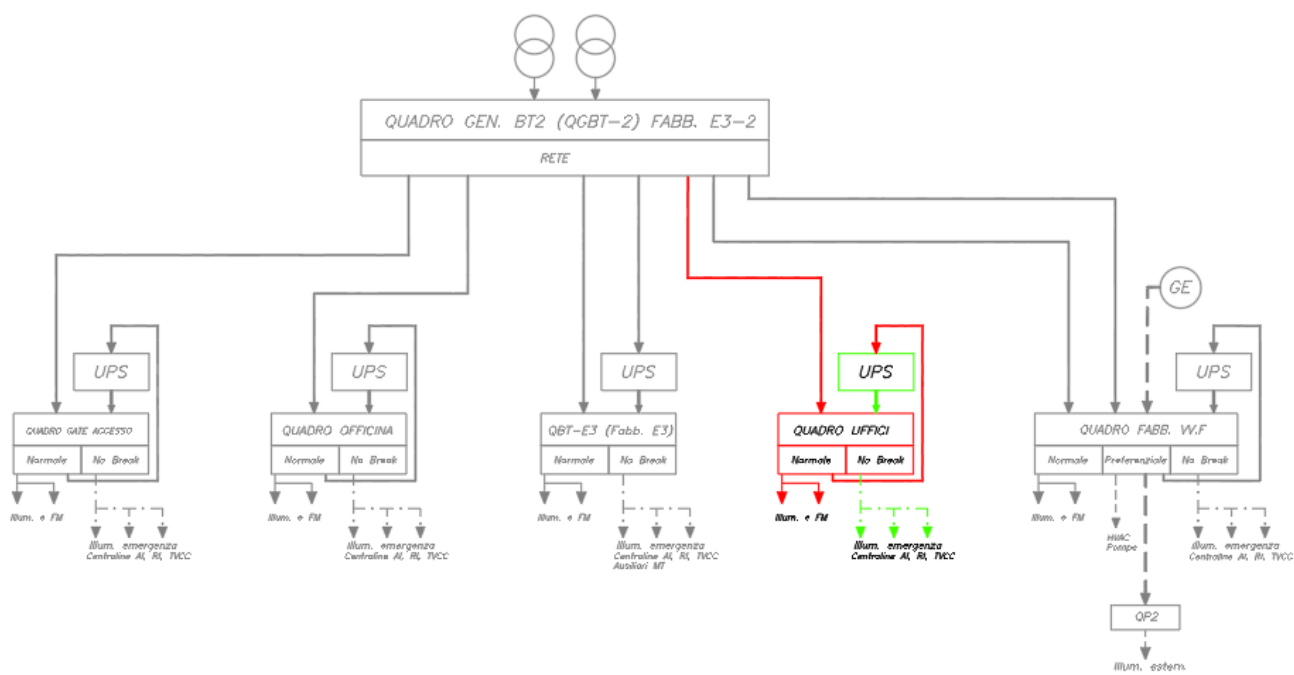 QUADRO GEN. BT2 (QGBT-2) FABB. E3-2
RETE
GE
UPS
UPS
UPS
UPS
UPS
QUADRO GATE ACCESSO
QUADRO OFFICINA
QBT-E3 (Fabb. E3)
QUADRO UFFICI
QUADRO FABB. VV.F
Normale
No Break
Normale
No Break
Normale
No Break
Normale
No Break
Normale
Preferenziale
No Break
Illum. e FM
Illum. e FM
Illum. e FM
Illum. e FM
Illum. e FM
Illum. emergenza
Centraline AI, RI, TVCC
Illum. emergenza
Centraline AI, RI, TVCC
Illum. emergenza
Centraline AI, RI, TVCC
Ausiliari MT
Illum. emergenza
Centraline AI, RI, TVCC
HVAC
Pompe
Illum. emergenza
Centraline AI, RI, TVCC
QP2
Illum. estern.